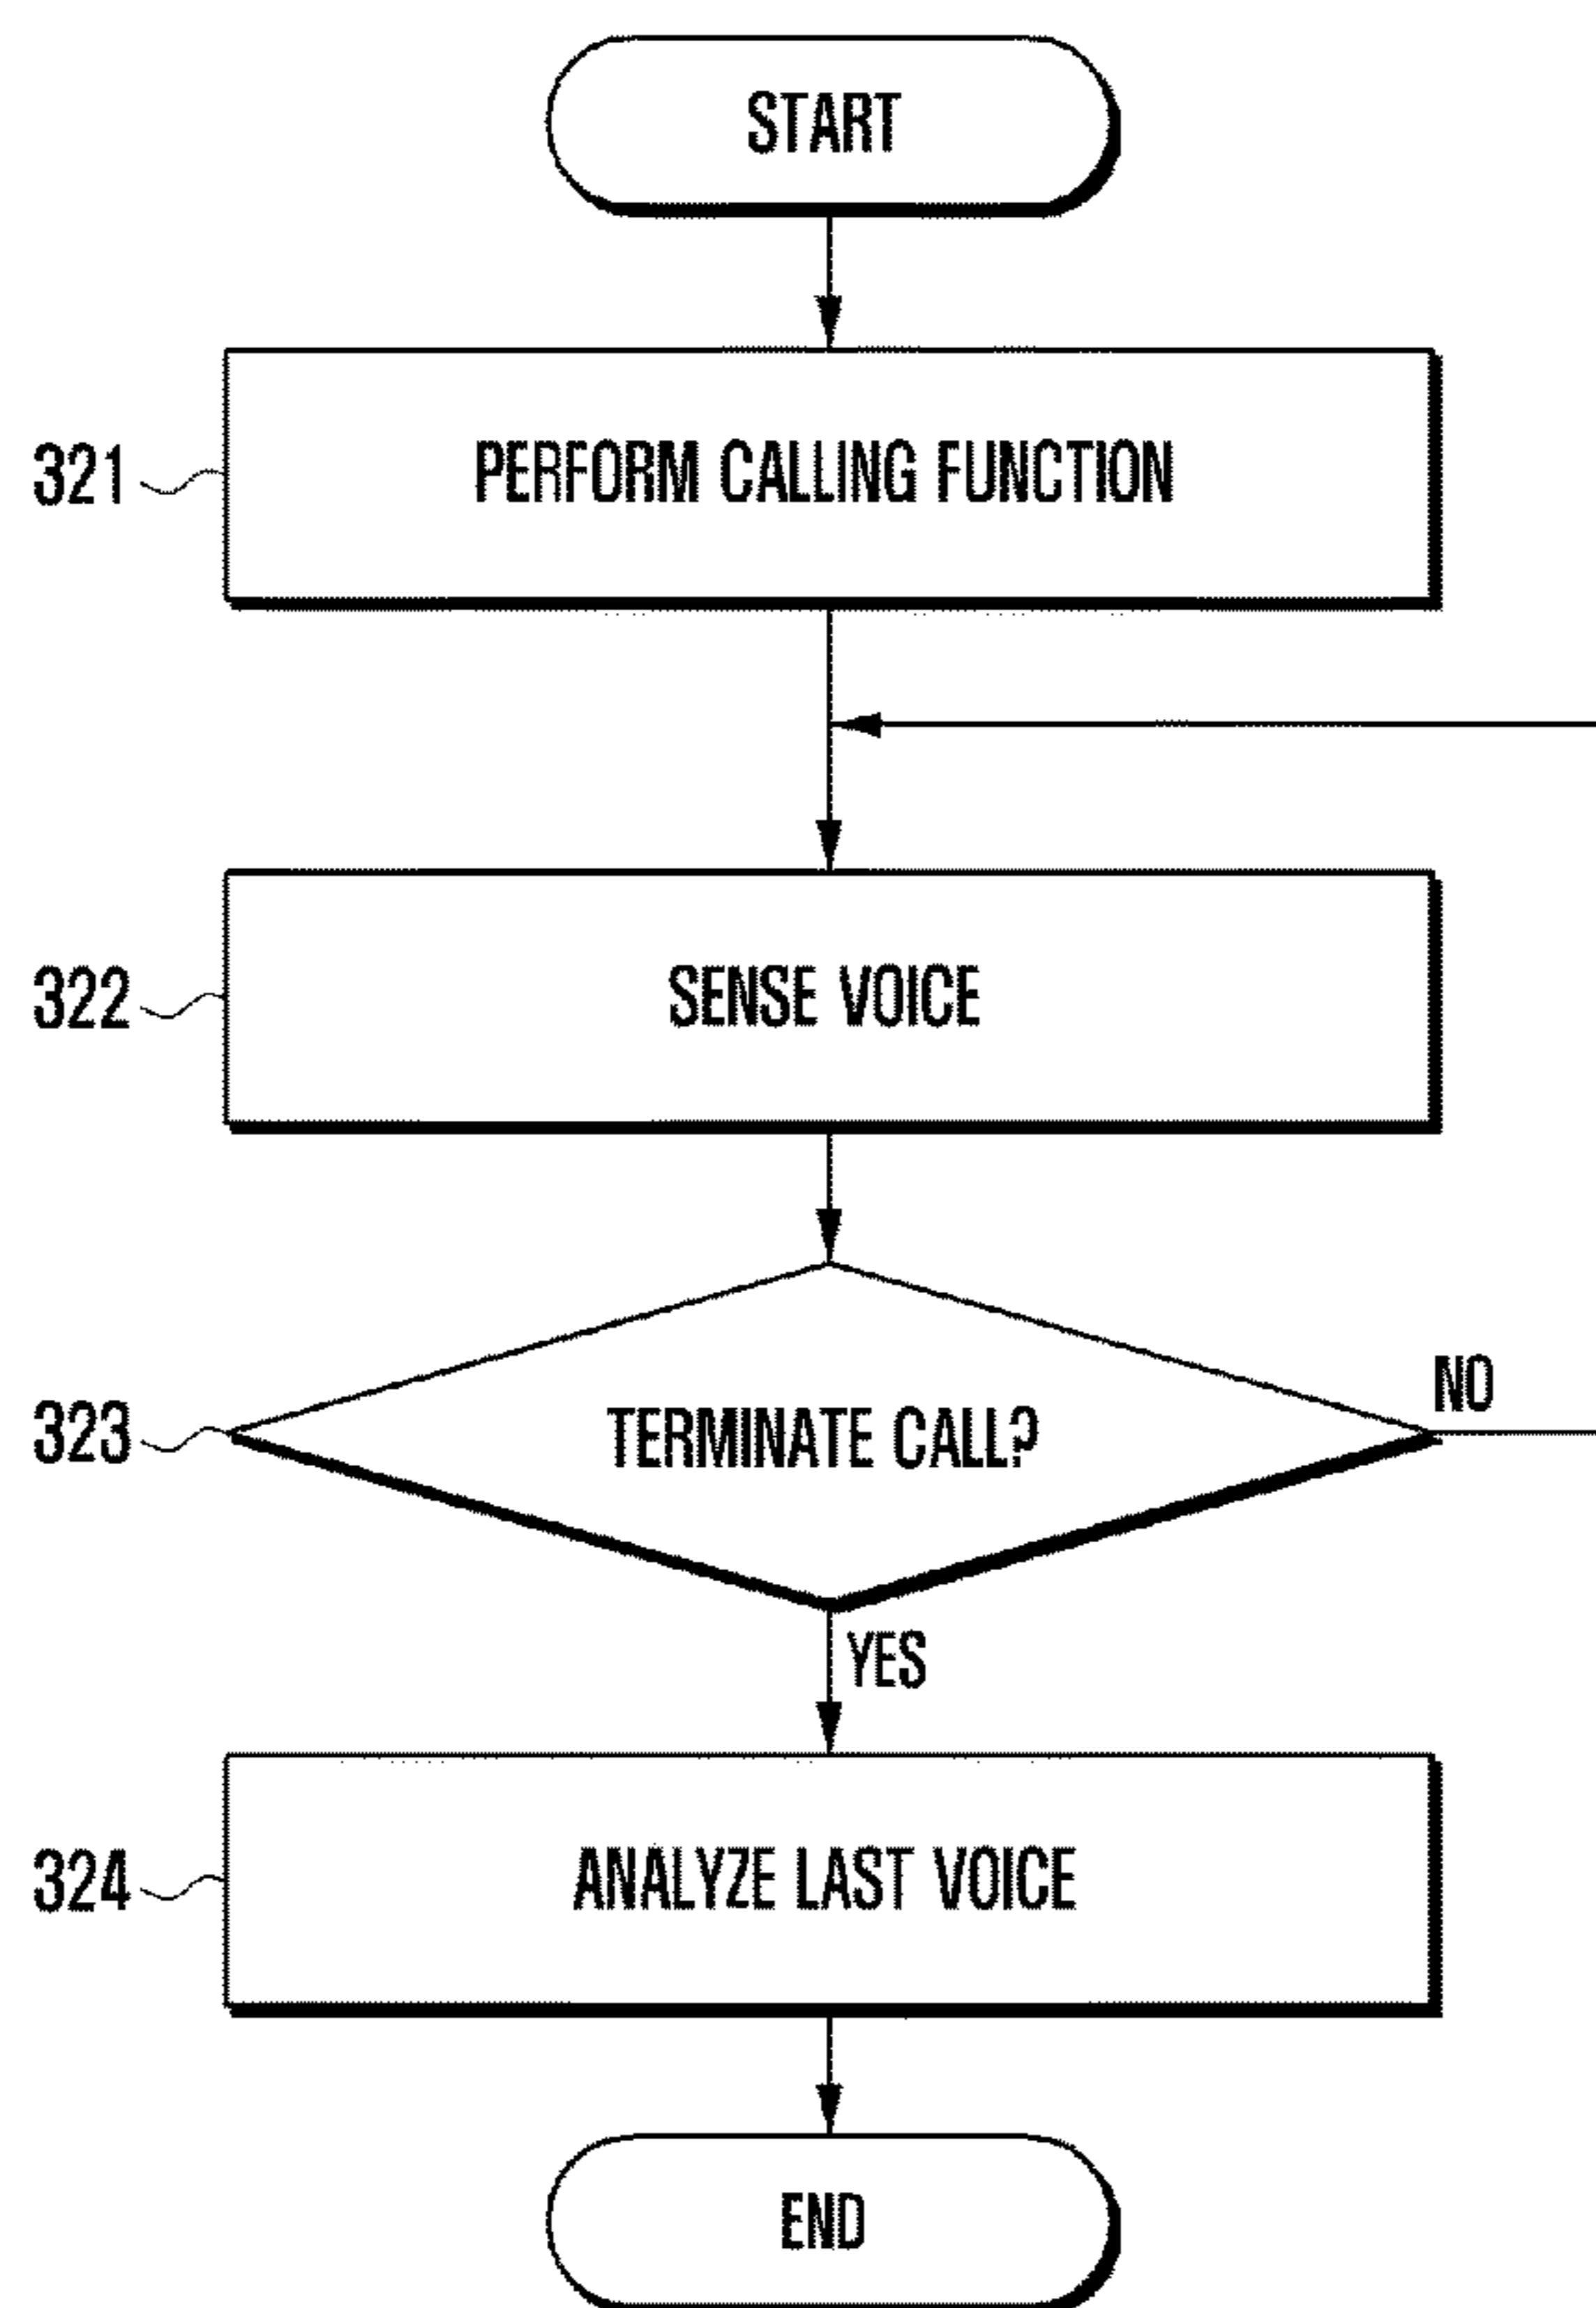 START
321
PERFORM CALLING FUNCTION
322
SENSE VOICE
323
TERMINATE CALL?
NO
YES
324
ANALYZE LAST VOICE
END